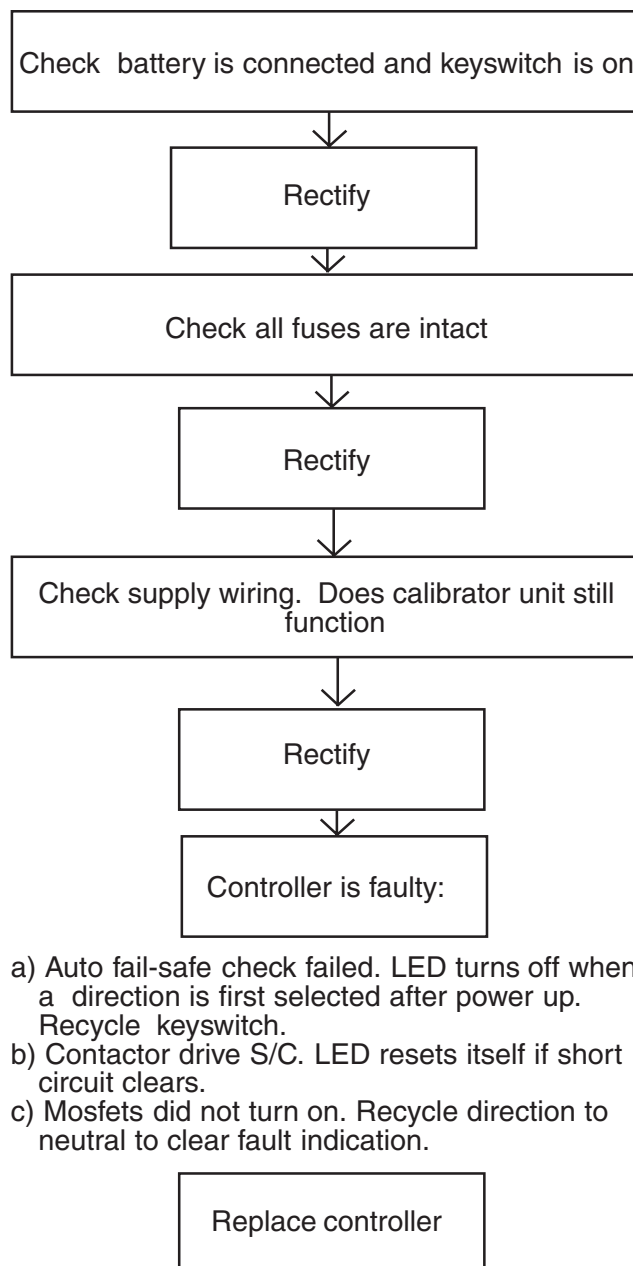 Check battery is connected and keyswitch is on
Rectify
Check all fuses are intact
Rectify
Check supply wiring. Does calibrator unit still
function
Rectify
Controller is faulty:
a) Auto fail-safe check failed. LED turns off when
a direction is first selected after power up.
Recycle keyswitch.
b) Contactor drive S/C. LED resets itself if short
circuit clears.
c) Mosfets did not turn on. Recycle direction to
neutral to clear fault indication.
Replace controller